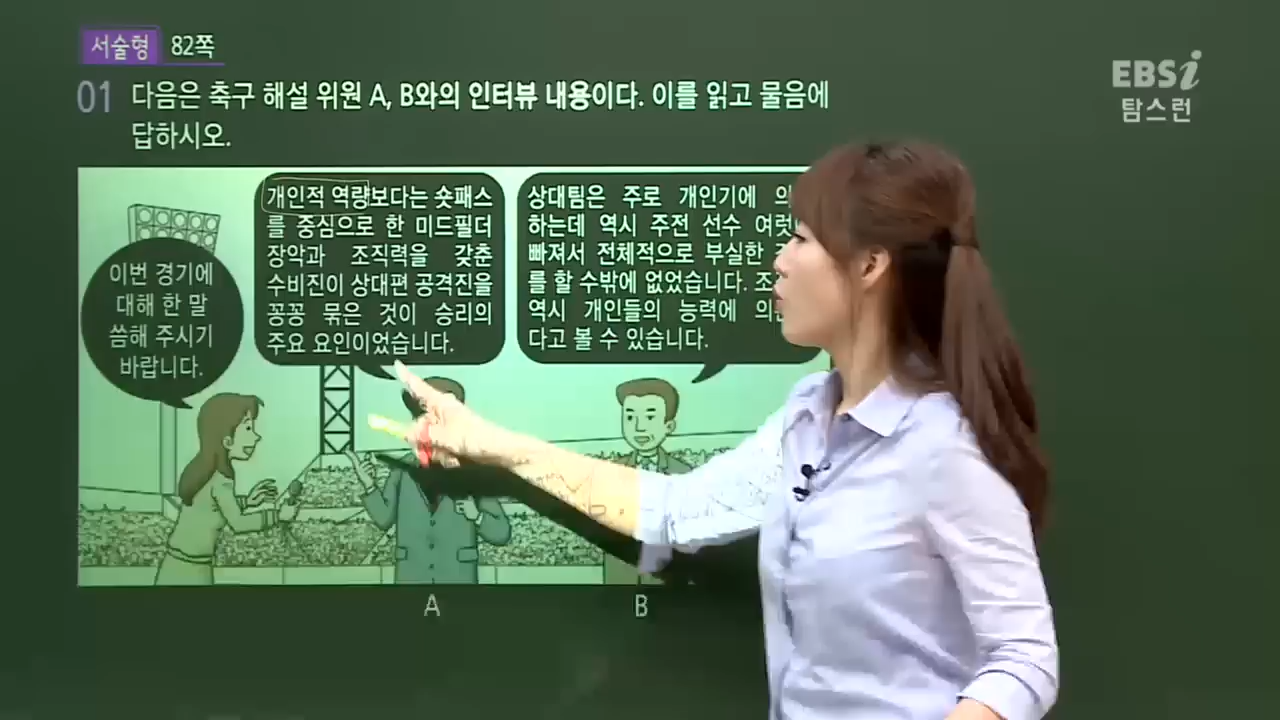 서술형 82쪽
EBSi
탐스런
01 다음은 축구 해설 위원 A, B와의 인터뷰 내용이다. 이를 읽고 물음에
답하시오.
이번 경기에
대해 한 말
씀해 주시기
바랍니다.
개인적 역량보다는 숏패스
를 중심으로 한 미드필더
장악과 조직력을 갖춘
수비진이 상대편 공격진을
꽁꽁 묶은 것이 승리의
주요 요인이었습니다.
상대팀은 주로 개인기에
하는데 역시 주전 선수
빠져서 전체적으로 부실한
를 할 수밖에 없었습니다.
역시 개인들의 능력에
다고 볼 수 있습니다.
A
B